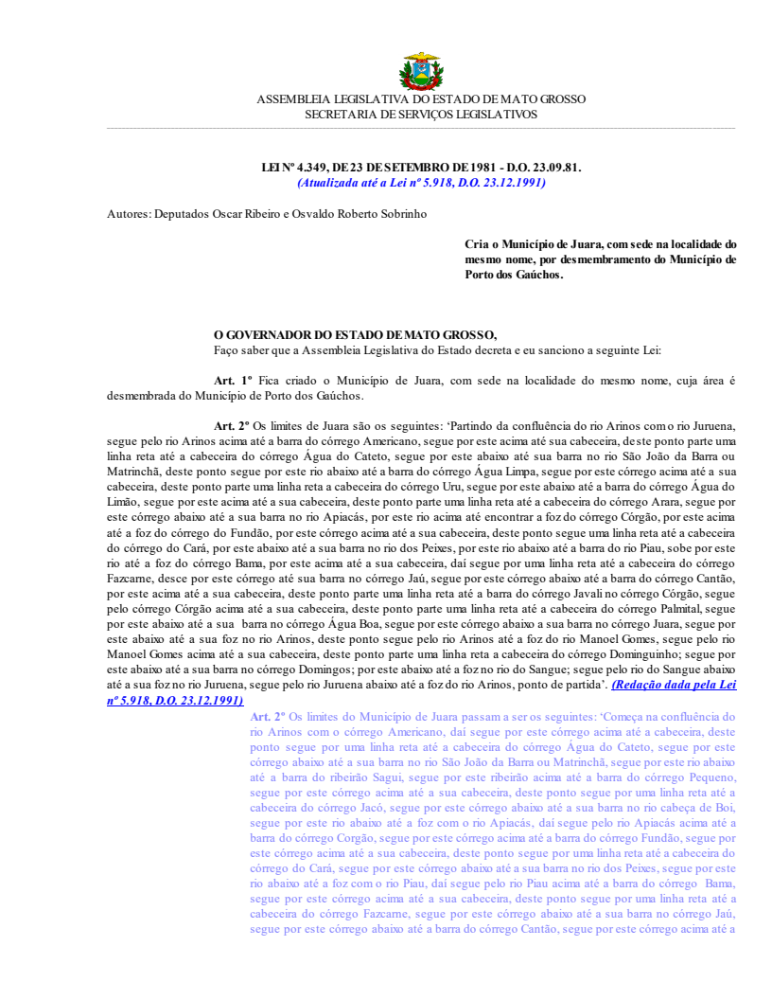 ASSEMBLEIA LEGISLATIVA DO ESTADO DE MATO GROSSO
SECRETARIA DE SERVIÇOS LEGISLATIVOS
LEI Nº 4.349, DE 23 DE SETEMBRO DE 1981 - D.O. 23.09.81.
(Atualizada até a Lei nº 5.918, D.O. 23.12.1991)
Autores: Deputados Oscar Ribeiro e Osvaldo Roberto Sobrinho
Cria o Município de Juara, com sede na localidade do
mesmo nome, por desmembramento do Município de
Porto dos Gaúchos.
O GOVERNADOR DO ESTADO DE MATO GROSSO,
Faço saber que a Assembleia Legislativa do Estado decreta e eu sanciono a seguinte Lei:
Art. 1º Fica criado o Município de Juara, com sede na localidade do mesmo nome, cuja área é
desmembrada do Município de Porto dos Gaúchos.
Art. 2º Os limites de Juara são os seguintes: ‘Partindo da confluência do rio Arinos com o rio Juruena,
segue pelo rio Arinos acima até a barra do córrego Americano, segue por este acima até sua cabeceira, deste ponto parte uma
linha reta até a cabeceira do córrego Água do Cateto, segue por este abaixo até sua barra no rio São João da Barra ou
Matrinchã, deste ponto segue por este rio abaixo até a barra do córrego Água Limpa, segue por este córrego acima até a sua
cabeceira, deste ponto parte uma linha reta a cabeceira do córrego Uru, segue por este abaixo até a barra do córrego Água do
Limão, segue por este acima até a sua cabeceira, deste ponto parte uma linha reta até a cabeceira do córrego Arara, segue por
este córrego abaixo até a sua barra no rio Apiacás, por este rio acima até encontrar a foz do córrego Córgão, por este acima
até a foz do córrego do Fundão, por este córrego acima até a sua cabeceira, deste ponto segue uma linha reta até a cabeceira
do córrego do Cará, por este abaixo até a sua barra no rio dos Peixes, por este rio abaixo até a barra do rio Piau, sobe por este
rio até a foz do córrego Bama, por este acima até a sua cabeceira, daí segue por uma linha reta até a cabeceira do córrego
Fazcarne, desce por este córrego até sua barra no córrego Jaú, segue por este córrego abaixo até a barra do córrego Cantão,
por este acima até a sua cabeceira, deste ponto parte uma linha reta até a barra do córrego Javali no córrego Córgão, segue
pelo córrego Córgão acima até a sua cabeceira, deste ponto parte uma linha reta até a cabeceira do córrego Palmital, segue
por este abaixo até a sua barra no córrego Água Boa, segue por este córrego abaixo a sua barra no córrego Juara, segue por
este abaixo até a sua foz no rio Arinos, deste ponto segue pelo rio Arinos até a foz do rio Manoel Gomes, segue pelo rio
Manoel Gomes acima até a sua cabeceira, deste ponto parte uma linha reta a cabeceira do córrego Dominguinho; segue por
este abaixo até a sua barra no córrego Domingos; por este abaixo até a foz no rio do Sangue; segue pelo rio do Sangue abaixo
até a sua foz no rio Juruena, segue pelo rio Juruena abaixo até a foz do rio Arinos, ponto de partida’. (Redação dada pela Lei
nº 5.918, D.O. 23.12.1991)
Art. 2º Os limites do Município de Juara passam a ser os seguintes: ‘Começa na confluência do
rio Arinos com o córrego Americano, daí segue por este córrego acima até a cabeceira, deste
ponto segue por uma linha reta até a cabeceira do córrego Água do Cateto, segue por este
córrego abaixo até a sua barra no rio São João da Barra ou Matrinchã, segue por este rio abaixo
até a barra do ribeirão Sagui, segue por este ribeirão acima até a barra do córrego Pequeno,
segue por este córrego acima até a sua cabeceira, deste ponto segue por uma linha reta até a
cabeceira do córrego Jacó, segue por este córrego abaixo até a sua barra no rio cabeça de Boi,
segue por este rio abaixo até a foz com o rio Apiacás, daí segue pelo rio Apiacás acima até a
barra do córrego Corgão, segue por este córrego acima até a barra do córrego Fundão, segue por
este córrego acima até a sua cabeceira, deste ponto segue por uma linha reta até a cabeceira do
córrego do Cará, segue por este córrego abaixo até a sua barra no rio dos Peixes, segue por este
rio abaixo até a foz com o rio Piau, daí segue pelo rio Piau acima até a barra do córrego Bama,
segue por este córrego acima até a sua cabeceira, deste ponto segue por uma linha reta até a
cabeceira do córrego Fazcarne, segue por este córrego abaixo até a sua barra no córrego Jaú,
segue por este córrego abaixo até a barra do córrego Cantão, segue por este córrego acima até a